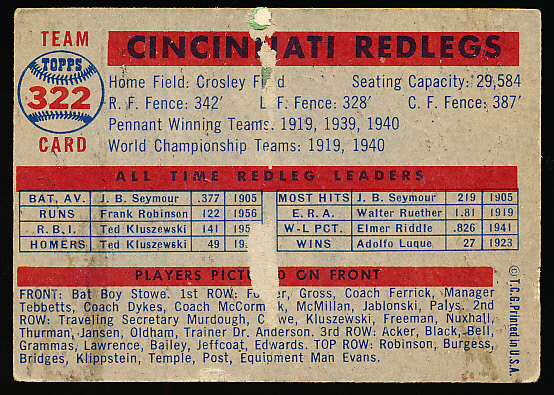 TEAM
TOPPS
322
CARD
CINCINNATI REDLEGS
Home Field: Crosley Field Seating Capacity: 29,584
R. F. Fence: 342' L. F. Fence: 328' C. F. Fence: 387'
Pennant Winning Teams: 1919, 1939, 1940
World Championship Teams: 1919, 1940
ALL TIME REDLEG LEADERS
BAT, AV. J. B. Seymour .377 1905 MOST HITS J. B. Seymour 219 1905
RUNS Frank Robinson 122 1956 E.R.A. Walter Ruether 1.81 1919
R.B.I. Ted Kluszewski 141 195 W-L PCT. Elmer Riddle .826 1941
HOMERS Ted Kluszewski 49 19 WINS Adolfo Luque 27 1923
PLAYERS PICTURED ON FRONT
FRONT: Bat Boy Stowe. 1st ROW: Gross, Coach Ferrick, Manager
Tebbetts, Coach Dykes, Coach McCormick, McMillan, Jablonski, Palys. 2nd
ROW: Traveling Secretary Murdough, Kluszewski, Freeman, Nuxhall,
Thurman, Jansen, Oldham, Trainer Dr. Anderson. 3rd ROW: Acker, Black, Bell,
Grammas, Lawrence, Bailey, Jeffcoat, Edwards. TOP ROW: Robinson, Burgess,
Bridges, Klippstein, Temple, Post, Equipment Man Evans.
© T.C.G. Printed in U.S.A.